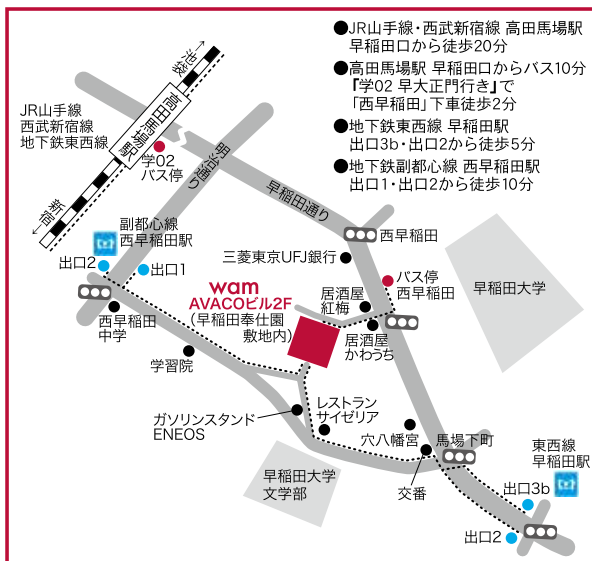 ●JR山手線・西武新宿線 高田馬場駅
早稲田口から徒歩20分
●高田馬場駅 早稲田口からバス10分
『学02 早大正門行き』で
「西早稲田」下車徒歩2分
●地下鉄東西線 早稲田駅
出口3b・出口2から徒歩5分
●地下鉄副都心線 西早稲田駅
出口1・出口2から徒歩10分
→池袋
高田馬場駅
JR山手線
西武新宿線
地下鉄東西線
学02
バス停
新宿
明治通り
早稲田通り
副都心線
西早稲田駅
出口2
出口1
西早稲田
三菱東京UFJ銀行
バス停
西早稲田
早稲田大学
wam
AVACOビル2F
(早稲田奉仕園
敷地内)
居酒屋
紅梅
居酒屋
かわうち
西早稲田
中学
学習院
ガソリンスタンド
ENEOS
レストラン
サイゼリア
穴八幡宮
馬場下町
交番
早稲田大学
文学部
東西線
早稲田駅
出口3b
出口2